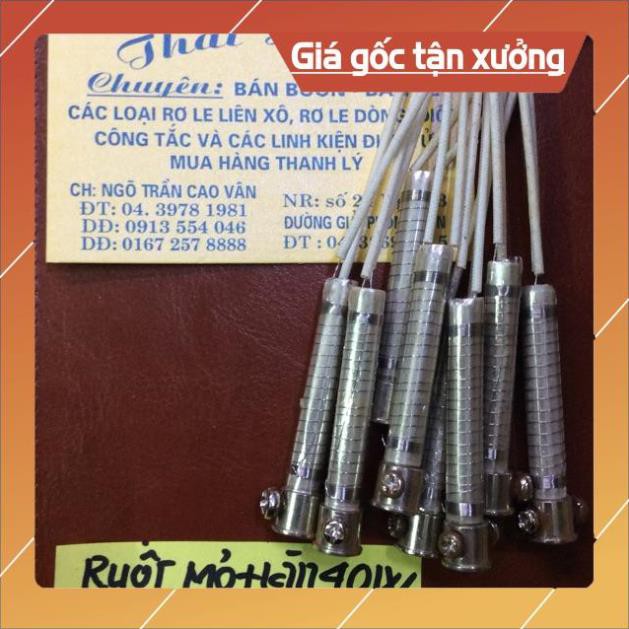 Giá gốc tận xưởng
Thái
Chuyên: BÁN BUÔN
CÁC LOẠI RƠ LE LIÊN XÔ, RƠ LE DÒNG
CÔNG TẮC VÀ CÁC LINH KIỆN
MUA HÀNG THANH LÝ
CH: NGÕ TRẦN CAO VÂN
ĐT: 04. 3978 1981
DĐ: 0913 554 046
DĐ: 0167 257 8888
NR: số
ĐƯỜNG
ĐT :
RUỘT MỎ HÀN 40W